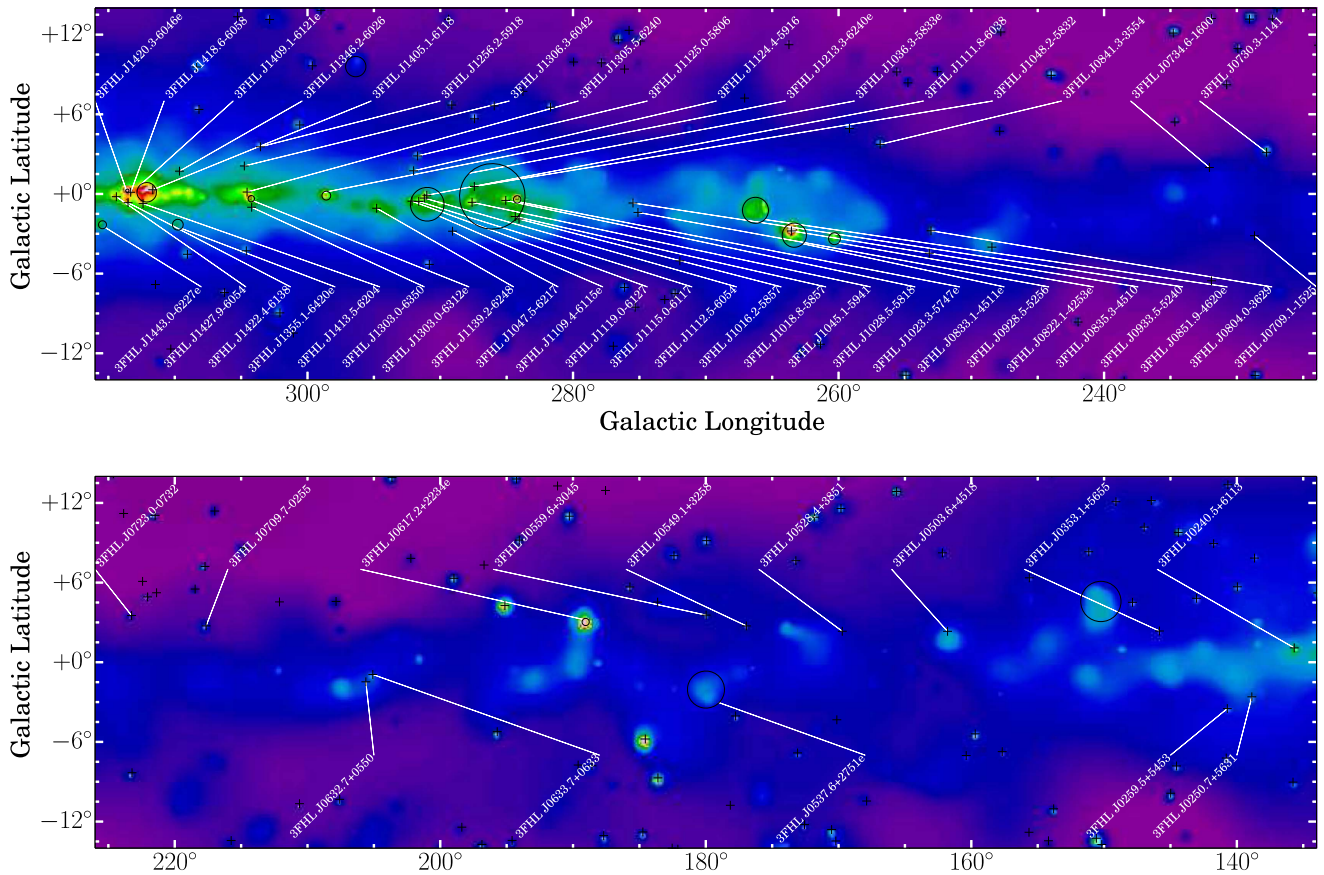 +12°
+6°
+0°
−6°
−12°
Galactic Latitude
3FHL J1420.3-6046e
3FHL J1418.6-6058
3FHL J1409.1-6121e
3FHL J1346.2-6026
3FHL J1405.1-6118
3FHL J1256.2-5918
3FHL J1306.3-6042
3FHL J1125.0-5806
3FHL J1124.4-5916
3FHL J1213.3-6240e
3FHL J1036.3-5833e
3FHL J1111.8-6038
3FHL J1048.2-5832
3FHL J0841.3-3554
3FHL J0734.6-1600
3FHL J0730.3-1141
3FHL J1443.0-6227e
3FHL J1427.9-6054
3FHL J1422.4-6138
3FHL J1355.1-6420e
3FHL J1413.5-6204
3FHL J1303.0-6350
3FHL J1303.0-6312e
3FHL J1139.2-6248
3FHL J1047.5-6217
3FHL J1109.4-6115e
3FHL J1119.0-6127
3FHL J1115.0-6117
3FHL J1112.5-6054
3FHL J1016.2-5857
3FHL J1018.8-5857
3FHL J1045.1-5941
3FHL J1028.5-5819
3FHL J1023.3-5747e
3FHL J0833.1-4511e
3FHL J0928.5-5256
3FHL J0822.1-4253e
3FHL J0835.3-4510
3FHL J0933.5-5240
3FHL J0851.9-4620e
3FHL J0804.0-3629
3FHL J0709.1-1525
300°
280°
260°
240°
Galactic Longitude
+12°
+6°
+0°
−6°
−12°
Galactic Latitude
3FHL J0723.0-0732
3FHL J0709.7-0255
3FHL J0617.2+2234e
3FHL J0559.6+3045
3FHL J0549.1+3258
3FHL J0528.4+3851
3FHL J0503.6+4518
3FHL J0353.1+5655
3FHL J0240.5+6113
3FHL J0632.7+0550
3FHL J0633.7+0633
3FHL J0537.6+2751e
3FHL J0259.5+5453
3FHL J0250.7+5631
220°
200°
180°
160°
140°